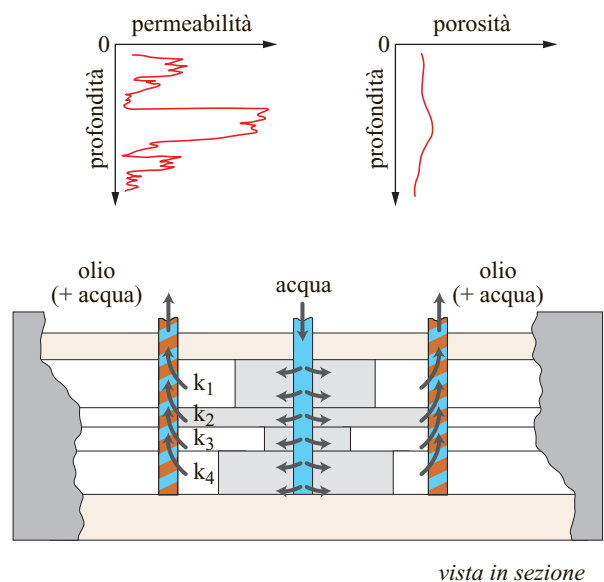 permeabilità
0
profondità
porosità
0
profondità
olio
(+ acqua)
acqua
olio
(+ acqua)
k1
k2
k3
k4
vista in sezione